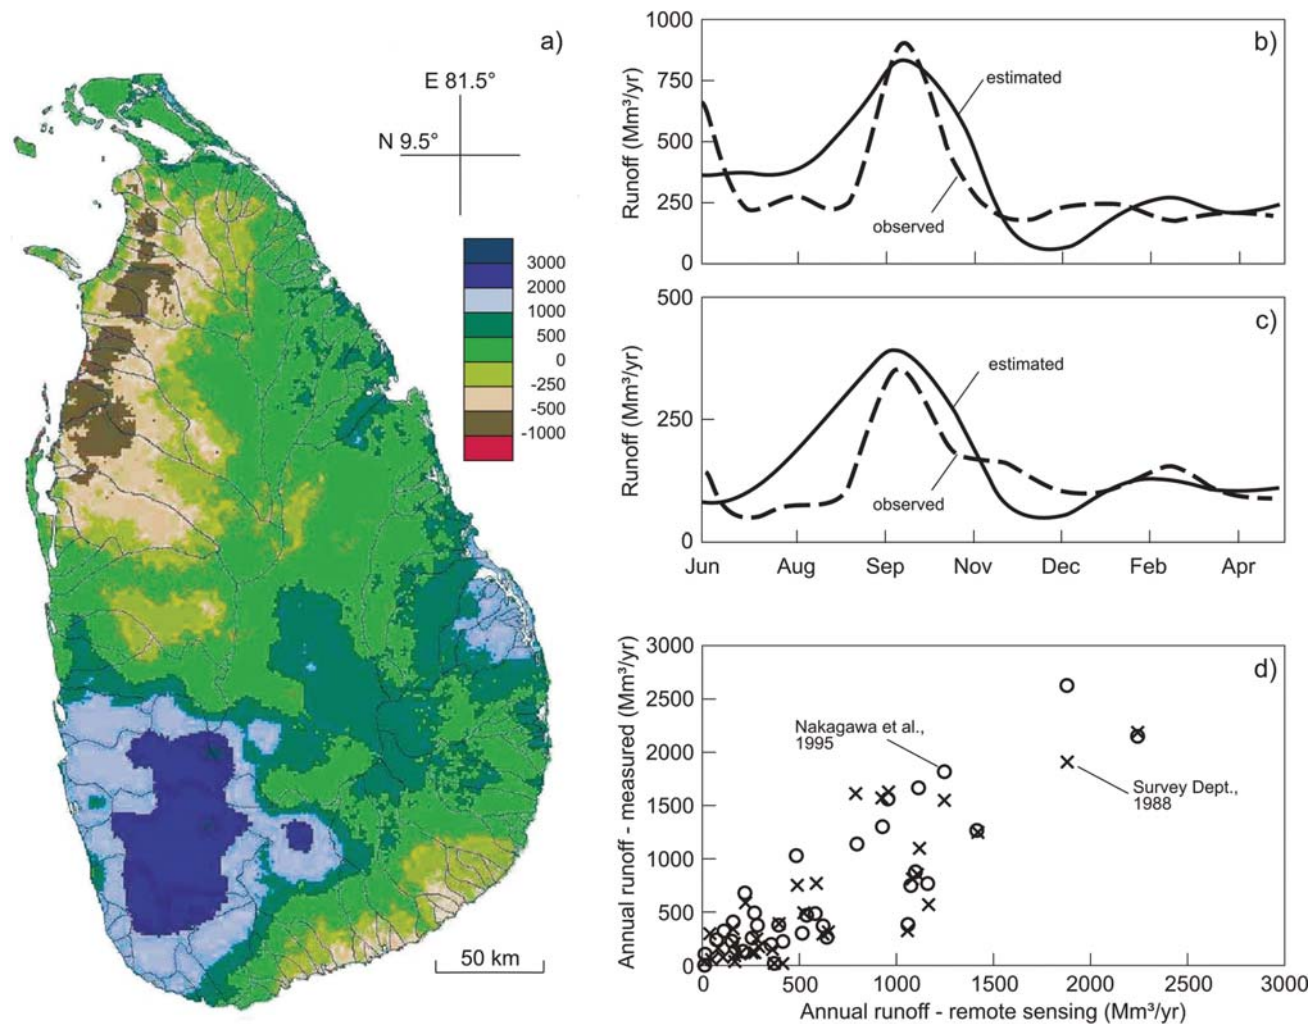 a)
E 81.5°
N 9.5°
3000
2000
1000
500
0
-250
-500
-1000
50 km
b)
1000
750
500
250
0
Runoff (Mm³/yr)
estimated
observed
c)
500
250
0
Runoff (Mm³/yr)
estimated
observed
Jun Aug Sep Nov Dec Feb Apr
d)
3000
2500
2000
1500
1000
500
0
Annual runoff - measured (Mm³/yr)
Nakagawa et al.,
1995
Survey Dept.,
1988
0 500 1000 1500 2000 2500 3000
Annual runoff - remote sensing (Mm³/yr)